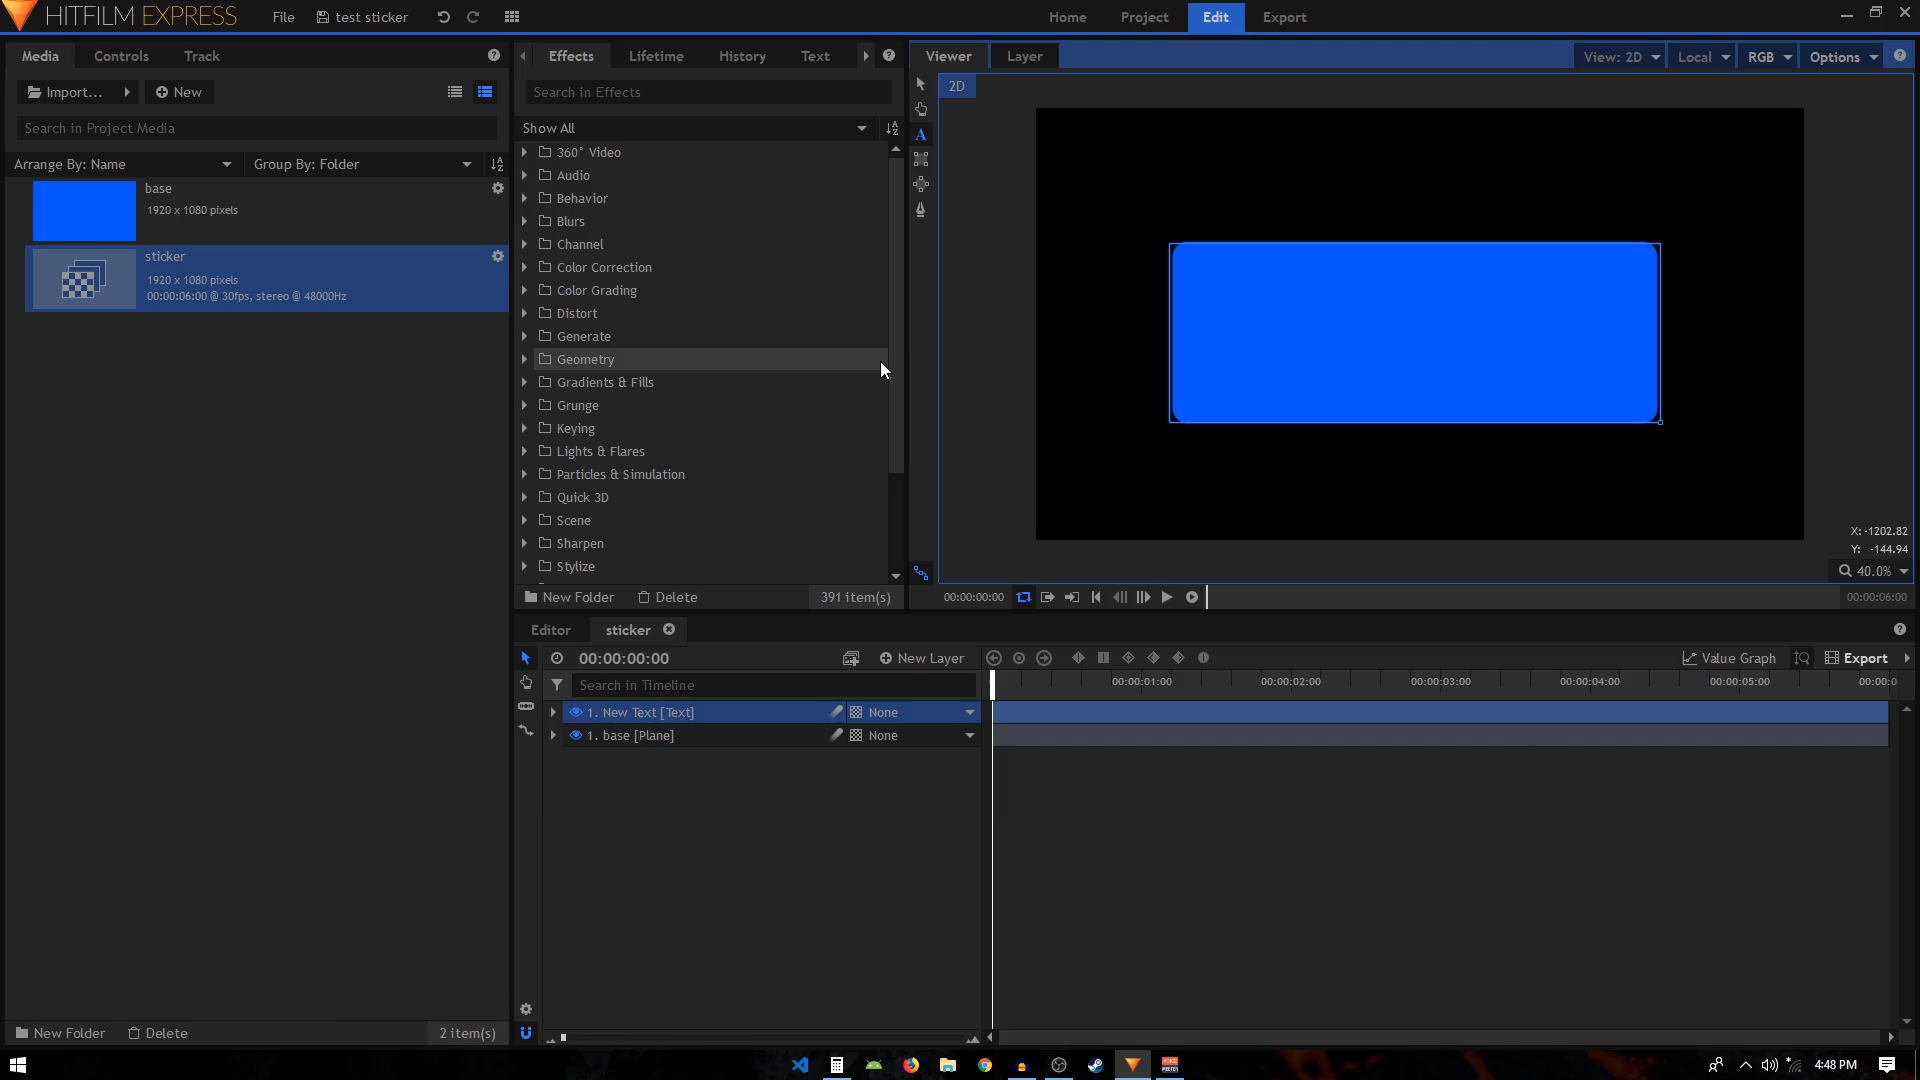 HITFILM EXPRESS
File
test sticker
Home
Project
Edit
Export
Media
Controls
Track
Effects
Lifetime
History
Text
Viewer
Layer
View: 2D
Local
RGB
Options
Import...
New
Search in Project Media
Arrange By: Name
Group By: Folder
base
1920 x 1080 pixels
sticker
1920 x 1080 pixels
00:00:06:00 @ 30fps, stereo @ 48000Hz
New Folder
Delete
2 item(s)
Search in Effects
Show All
360° Video
Audio
Behavior
Blurs
Channel
Color Correction
Color Grading
Distort
Generate
Geometry
Gradients & Fills
Grunge
Keying
Lights & Flares
Particles & Simulation
Quick 3D
Scene
Sharpen
Stylize
New Folder
Delete
391 item(s)
2D
A
X: -1202.82
Y: -144.94
40.0%
00:00:00:00
00:00:06:00
Editor
sticker
00:00:00:00
New Layer
Value Graph
Export
Search in Timeline
00:00:01:00
00:00:02:00
00:00:03:00
00:00:04:00
00:00:05:00
00:00:0
1. New Text [Text]
None
1. base [Plane]
None
4:48 PM